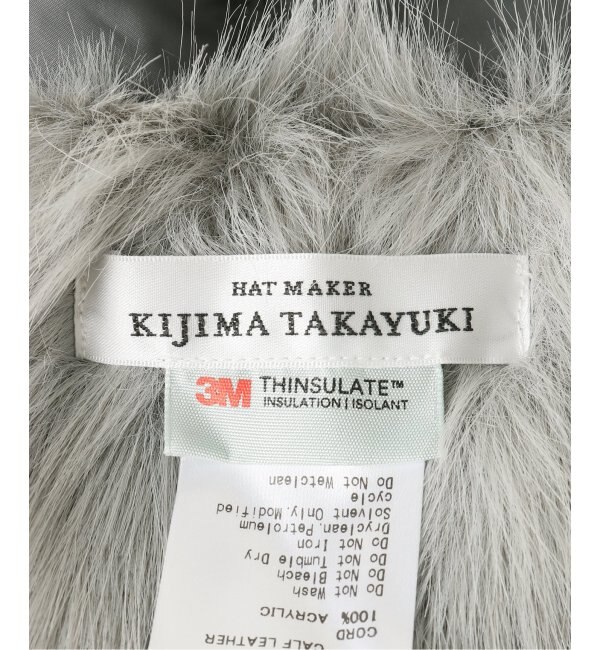 HAT MAKER
KIJIMA TAKAYUKI
3M THINSULATE™
INSULATION | ISOLANT
CALF LEATHER
CORD
100% ACRYLIC
Do Not Wash
Do Not Bleach
Do Not Tumble Dry
Do Not Iron
Dryclean,Petroleum
Solvent Only,Modified
cycle
Do Not Wetclean